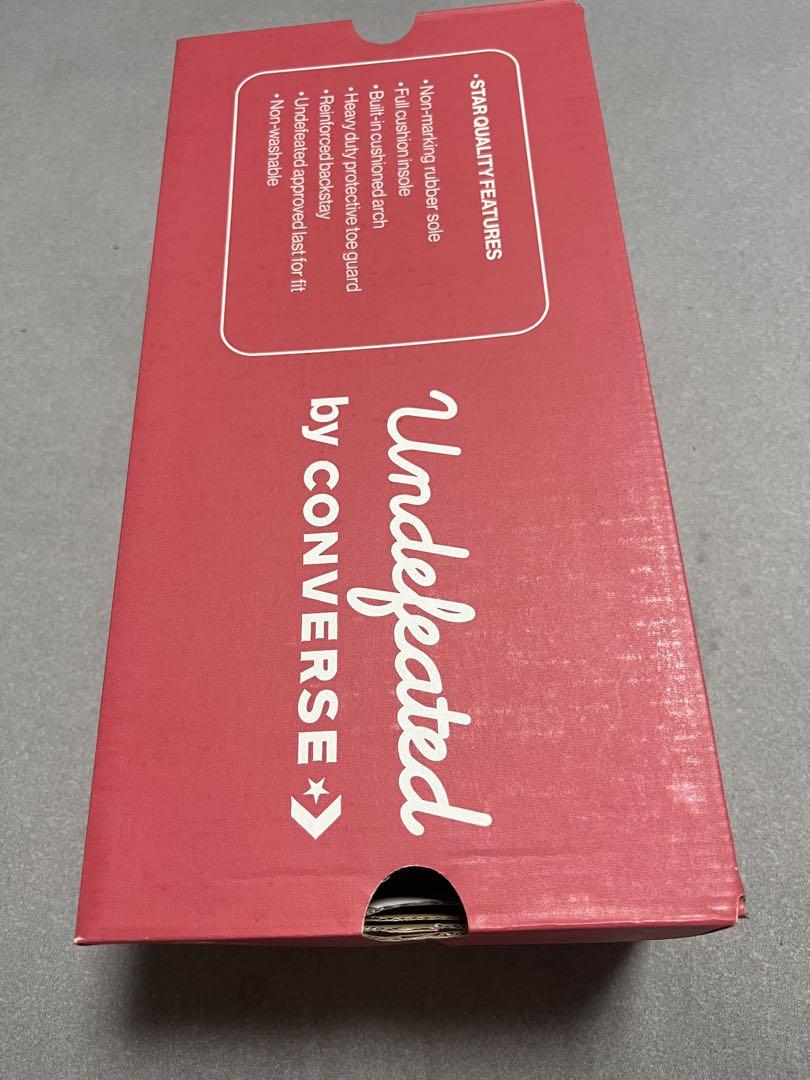 •STAR QUALITY FEATURES
•Non-marking rubber sole
•Full cushion insole
•Built-in cushioned arch
•Heavy duty protective toe guard
•Reinforced backstay
•Undefeated approved last for fit
•Non-washable
Undefeated
by CONVERSE